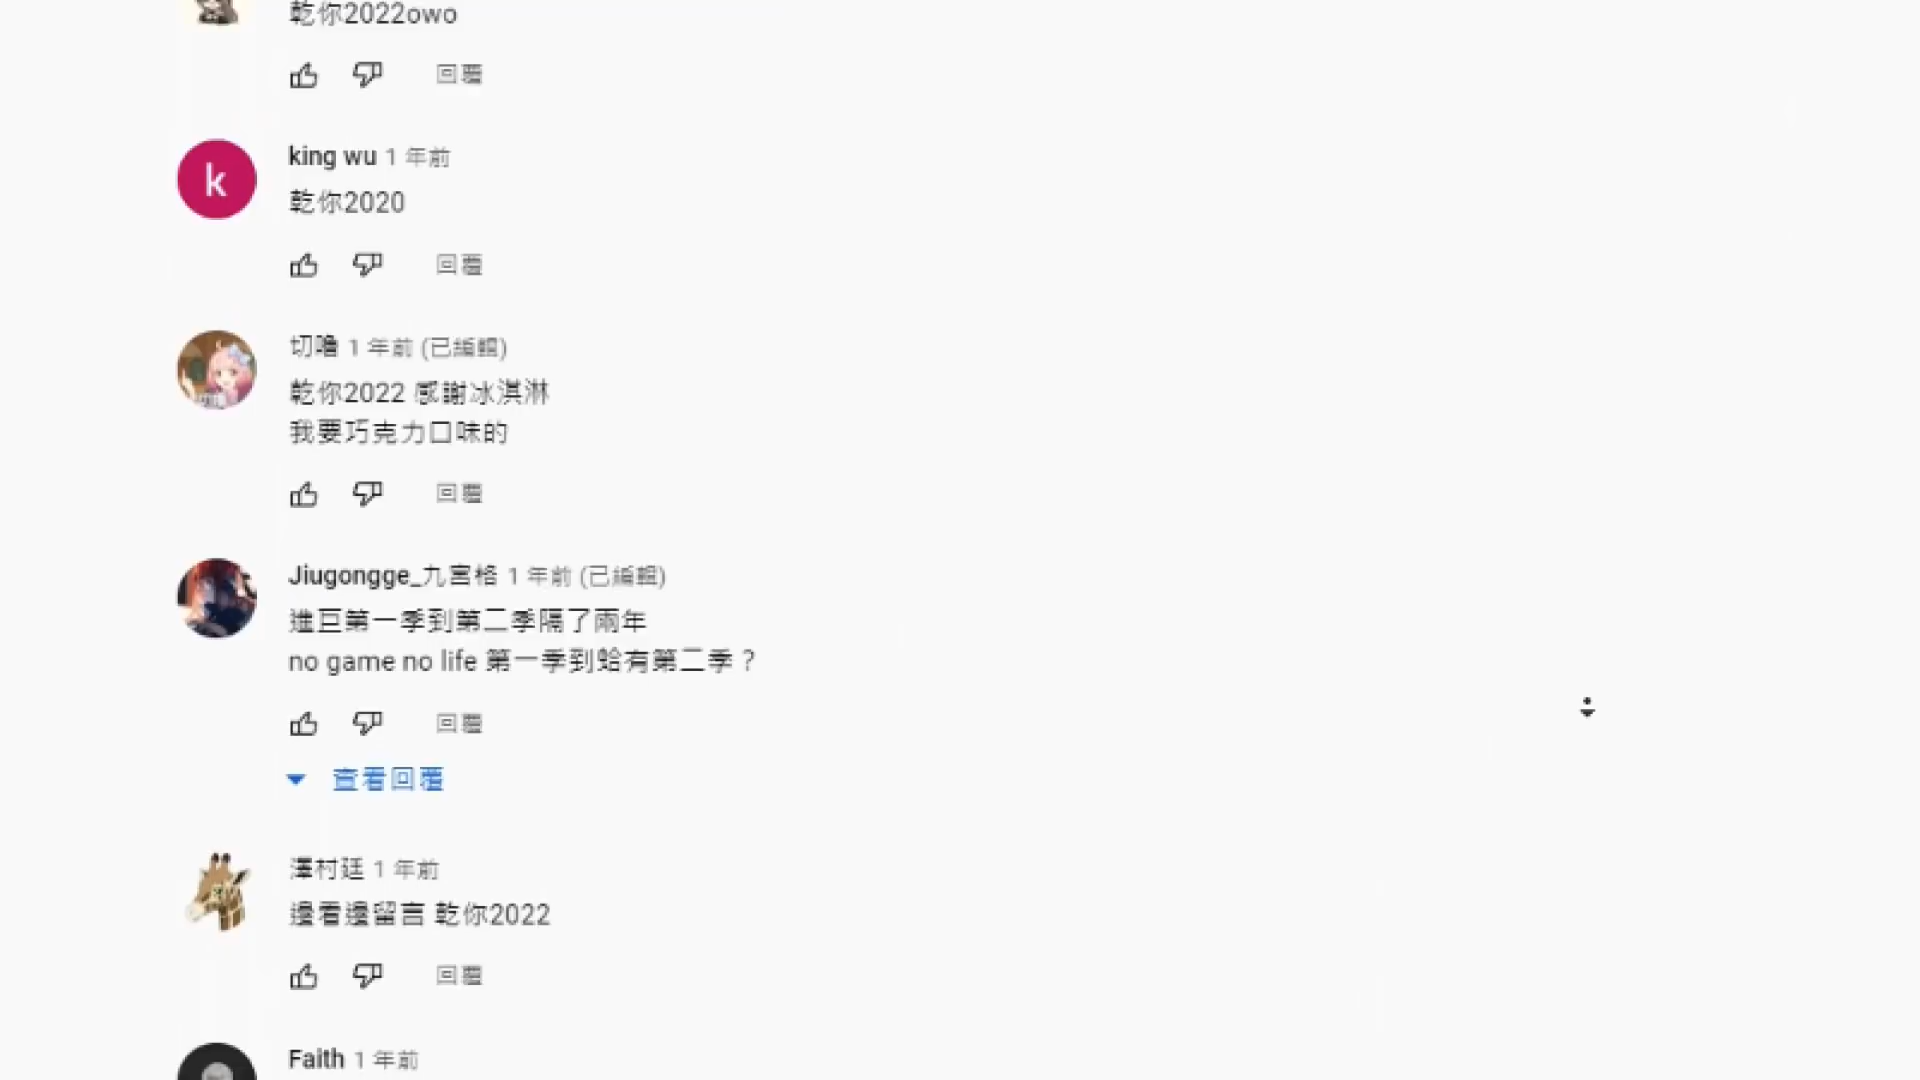 乾你2022owo
回覆
k
king wu 1 年前
乾你2020
回覆
切嚕 1 年前 (已編輯)
乾你2022 感謝冰淇淋
我要巧克力口味的
回覆
Jiugongge_九宮格 1 年前 (已編輯)
進巨第一季到第二季隔了兩年
no game no life 第一季到蛤有第二季？
回覆
查看回覆
澤村廷 1 年前
邊看邊留言 乾你2022
回覆
Faith 1 年前